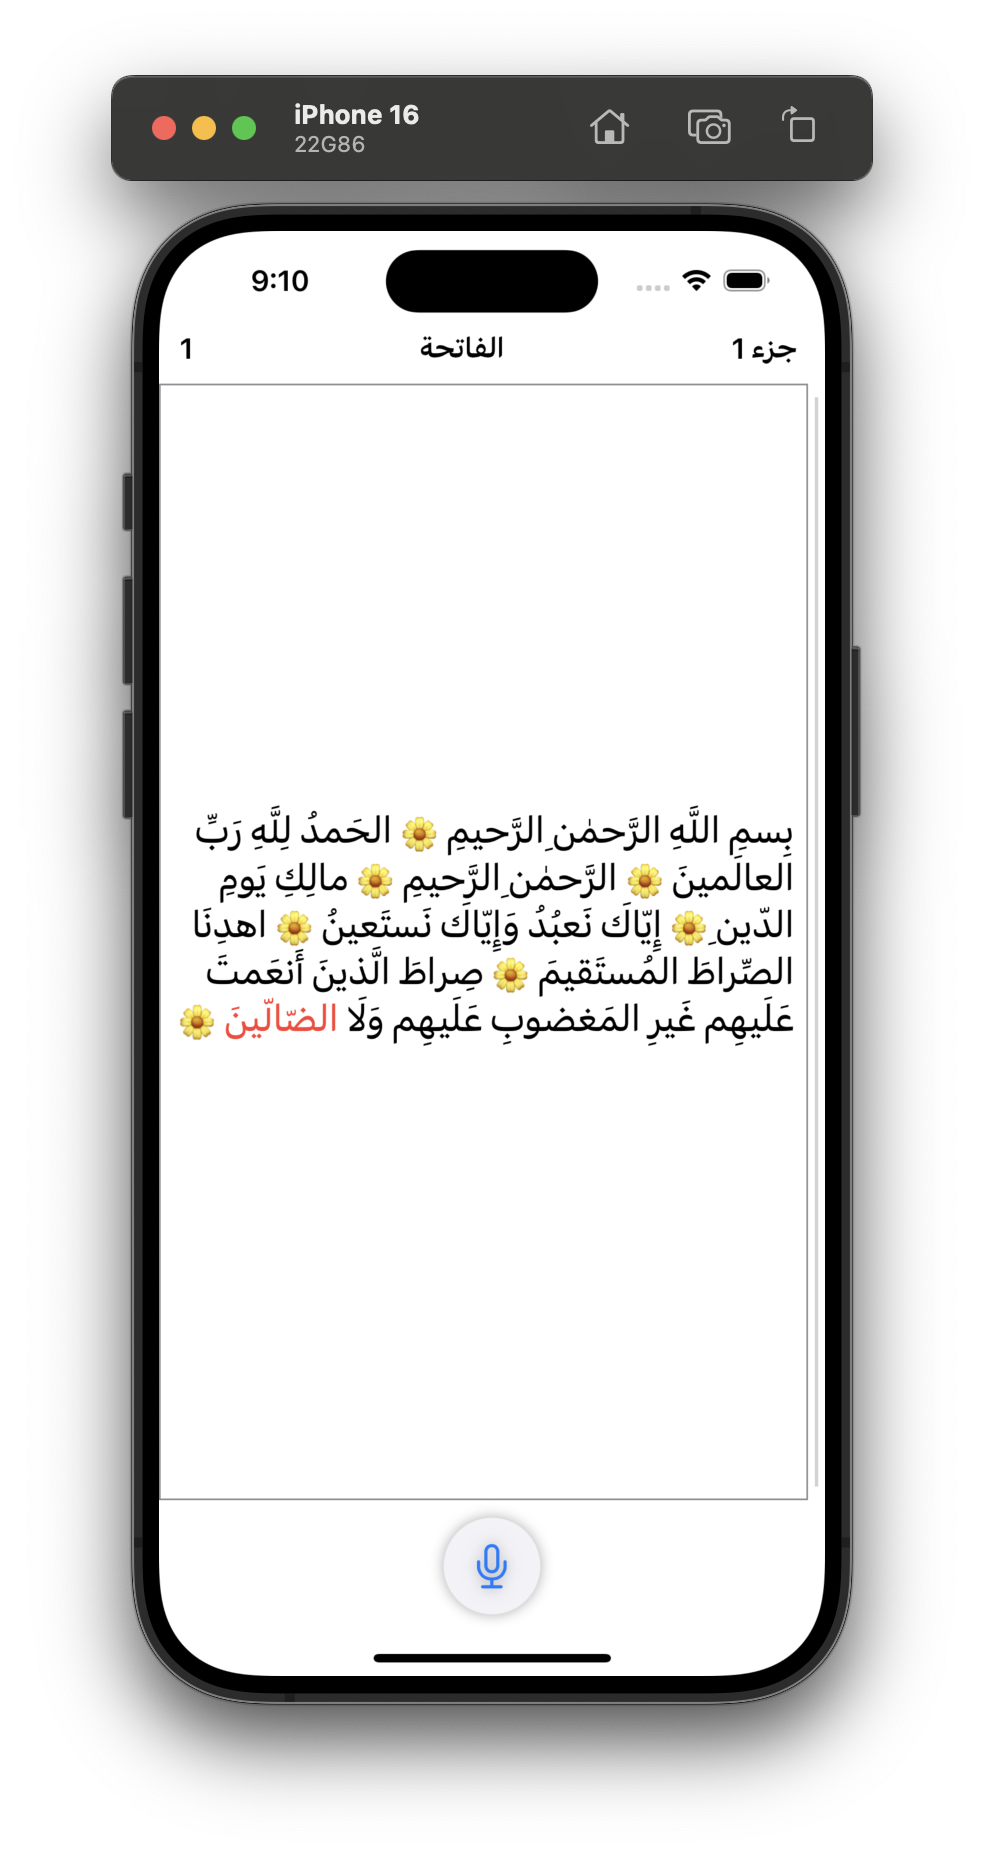 iPhone 16
22G86
9:10
جزء 1
الفاتحة
1
بِسمِ اللَّهِ الرَّحمٰنِ الرَّحيمِ 🌼 الحَمدُ لِلَّهِ رَبِّ
العالَمينَ 🌼 الرَّحمٰنِ الرَّحيمِ 🌼 مالِكِ يَومِ
الدّينِ 🌼 إِيّاكَ نَعبُدُ وَإِيّاكَ نَستَعينُ 🌼 اهدِنَا
الصِّراطَ المُستَقيمَ 🌼 صِراطَ الَّذينَ أَنعَمتَ
عَلَيهِم غَيرِ المَغضوبِ عَلَيهِم وَلَا الضّالّينَ 🌼